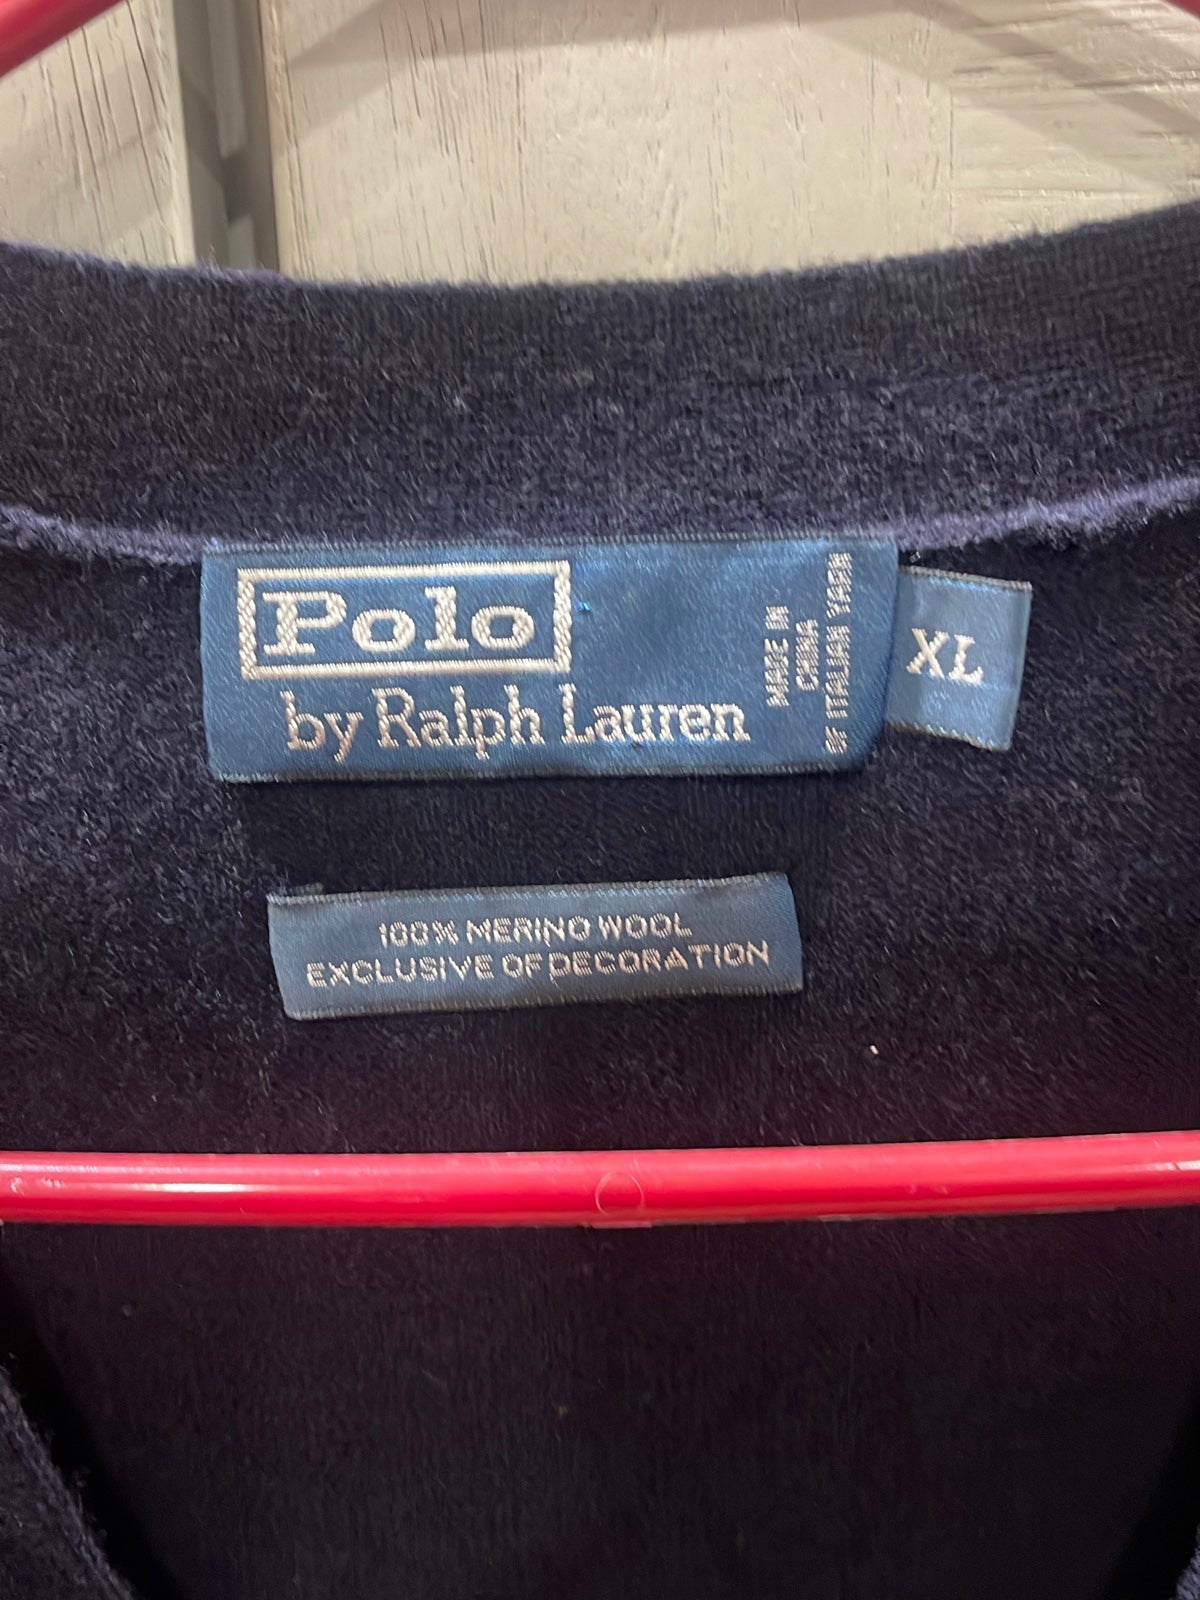 Polo
by Ralph Lauren
MADE IN
CHINA
OF ITALIAN YARN
XL
100% MERINO WOOL
EXCLUSIVE OF DECORATION